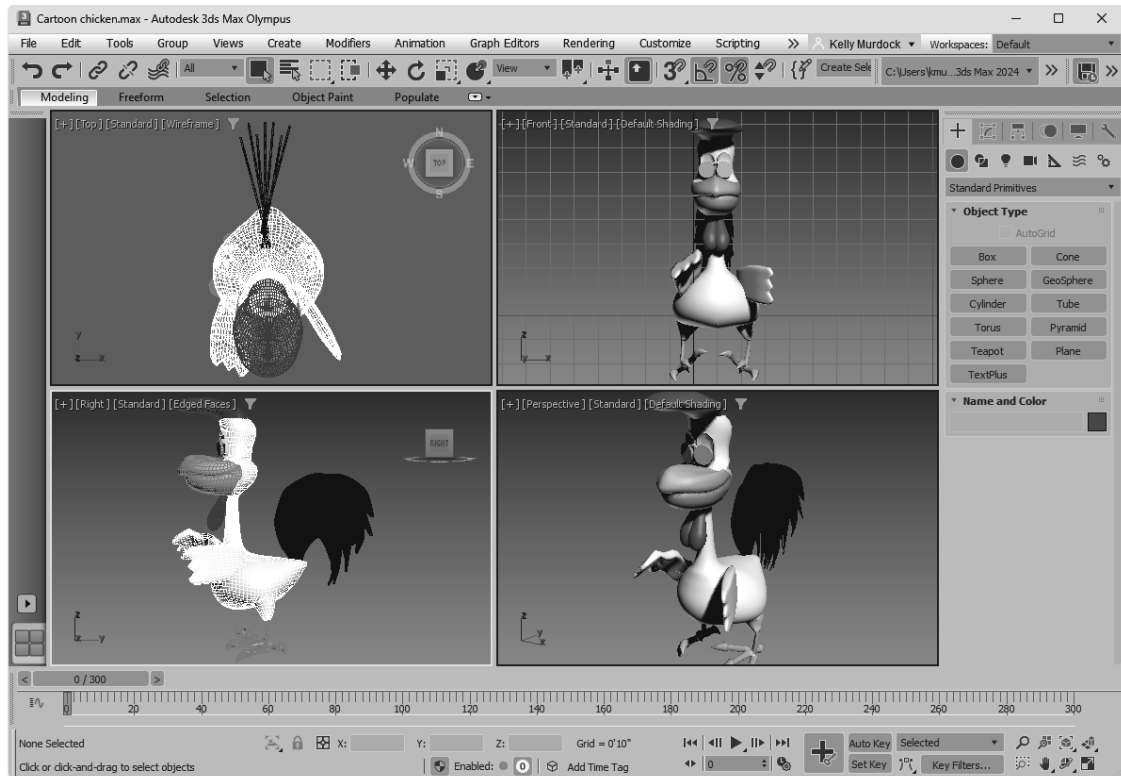 Cartoon chicken.max - Autodesk 3ds Max Olympus
File Edit Tools Group Views Create Modifiers Animation Graph Editors Rendering Customize Scripting Kelly Murdock Workspaces: Default
All View Create Sele C:\Users\kmu...3ds Max 2024
Modeling Freeform Selection Object Paint Populate
[+] [Top] [Standard] [Wireframe]
N
W TOP E
S
y
z x
[+] [Front] [Standard] [Default Shading]
z
y x
[+] [Right] [Standard] [Edged Faces]
RIGHT
z
x y
[+] [Perspective] [Standard] [Default Shading]
z
y
x
Standard Primitives
Object Type
AutoGrid
Box Cone
Sphere GeoSphere
Cylinder Tube
Torus Pyramid
Teapot Plane
TextPlus
Name and Color
< 0 / 300 >
0 20 40 60 80 100 120 140 160 180 200 220 240 260 280 300
None Selected X: Y: Z: Grid = 0'10" Auto Key Selected
Click or click-and-drag to select objects Enabled: 0 Add Time Tag 0 Set Key Key Filters...